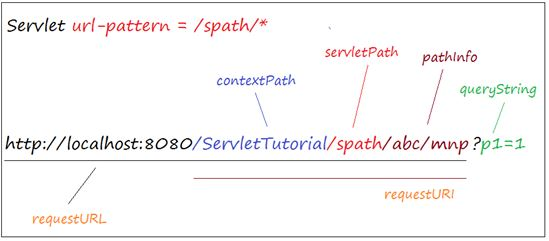 Servlet url-pattern = /spath/*
servletPath
pathInfo
contextPath
queryString
http://localhost:8080/ServletTutorial/spath/abc/mnp?p1=1
requestURI
requestURL